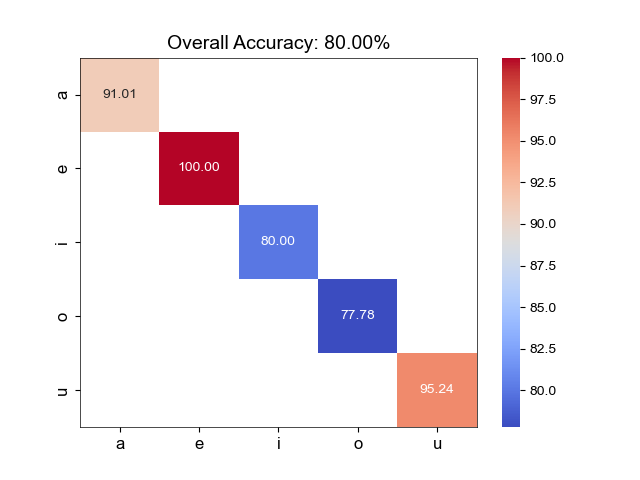 Overall Accuracy: 80.00%
a
91.01
e
100.00
i
80.00
o
77.78
u
95.24
a e i o u
100.0
97.5
95.0
92.5
90.0
87.5
85.0
82.5
80.0